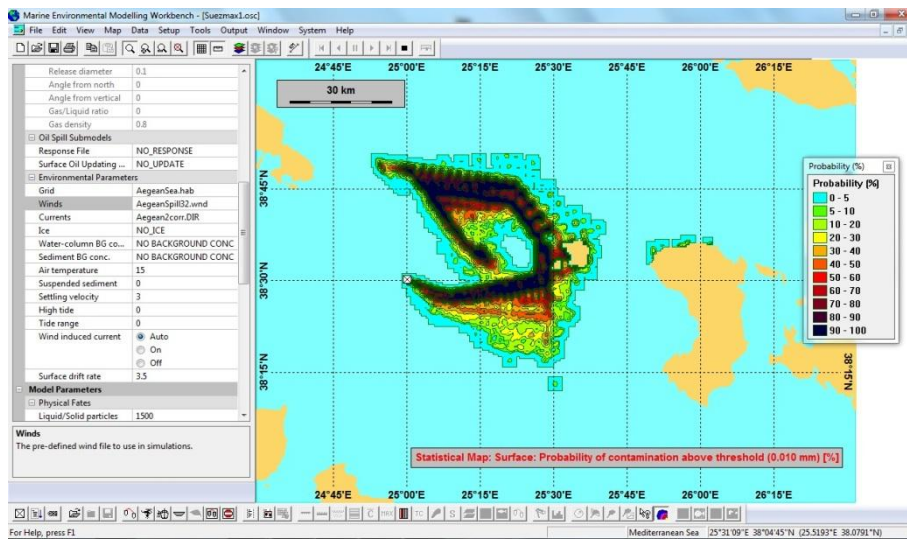 Marine Environmental Modelling Workbench - [Suezmax1.osc]
File Edit View Map Data Setup Tools Output Window System Help
Release diameter 0.1
Angle from north 0
Angle from vertical 0
Gas/Liquid ratio 0
Gas density 0.8
Oil Spill Submodels
Response File NO_RESPONSE
Surface Oil Updating ... NO_UPDATE
Environmental Parameters
Grid AegeanSea.hab
Winds AegeanSpill32.wnd
Currents Aegean2corr.DIR
Ice NO_ICE
Water-column BG co... NO BACKGROUND CONC
Sediment BG conc. NO BACKGROUND CONC
Air temperature 15
Suspended sediment 0
Settling velocity 3
High tide 0
Tide range 0
Wind induced current Auto
On
Off
Surface drift rate 3.5
Model Parameters
Physical Fates
Liquid/Solid particles 1500
Winds
The pre-defined wind file to use in simulations.
24°45'E 25°00'E 25°15'E 25°30'E 25°45'E 26°00'E 26°15'E
30 km
38°45'N
38°30'N
38°15'N
38°15'N
Probability (%)
Probability (%)
0 - 5
5 - 10
10 - 20
20 - 30
30 - 40
40 - 50
50 - 60
60 - 70
70 - 80
80 - 90
90 - 100
Statistical Map: Surface: Probability of contamination above threshold (0.010 mm) [%]
24°45'E 25°00'E 25°15'E 25°30'E 25°45'E 26°00'E 26°15'E
For Help, press F1
Mediterranean Sea 25°31'09"E 38°04'45"N (25.5193°E 38.0791°N)